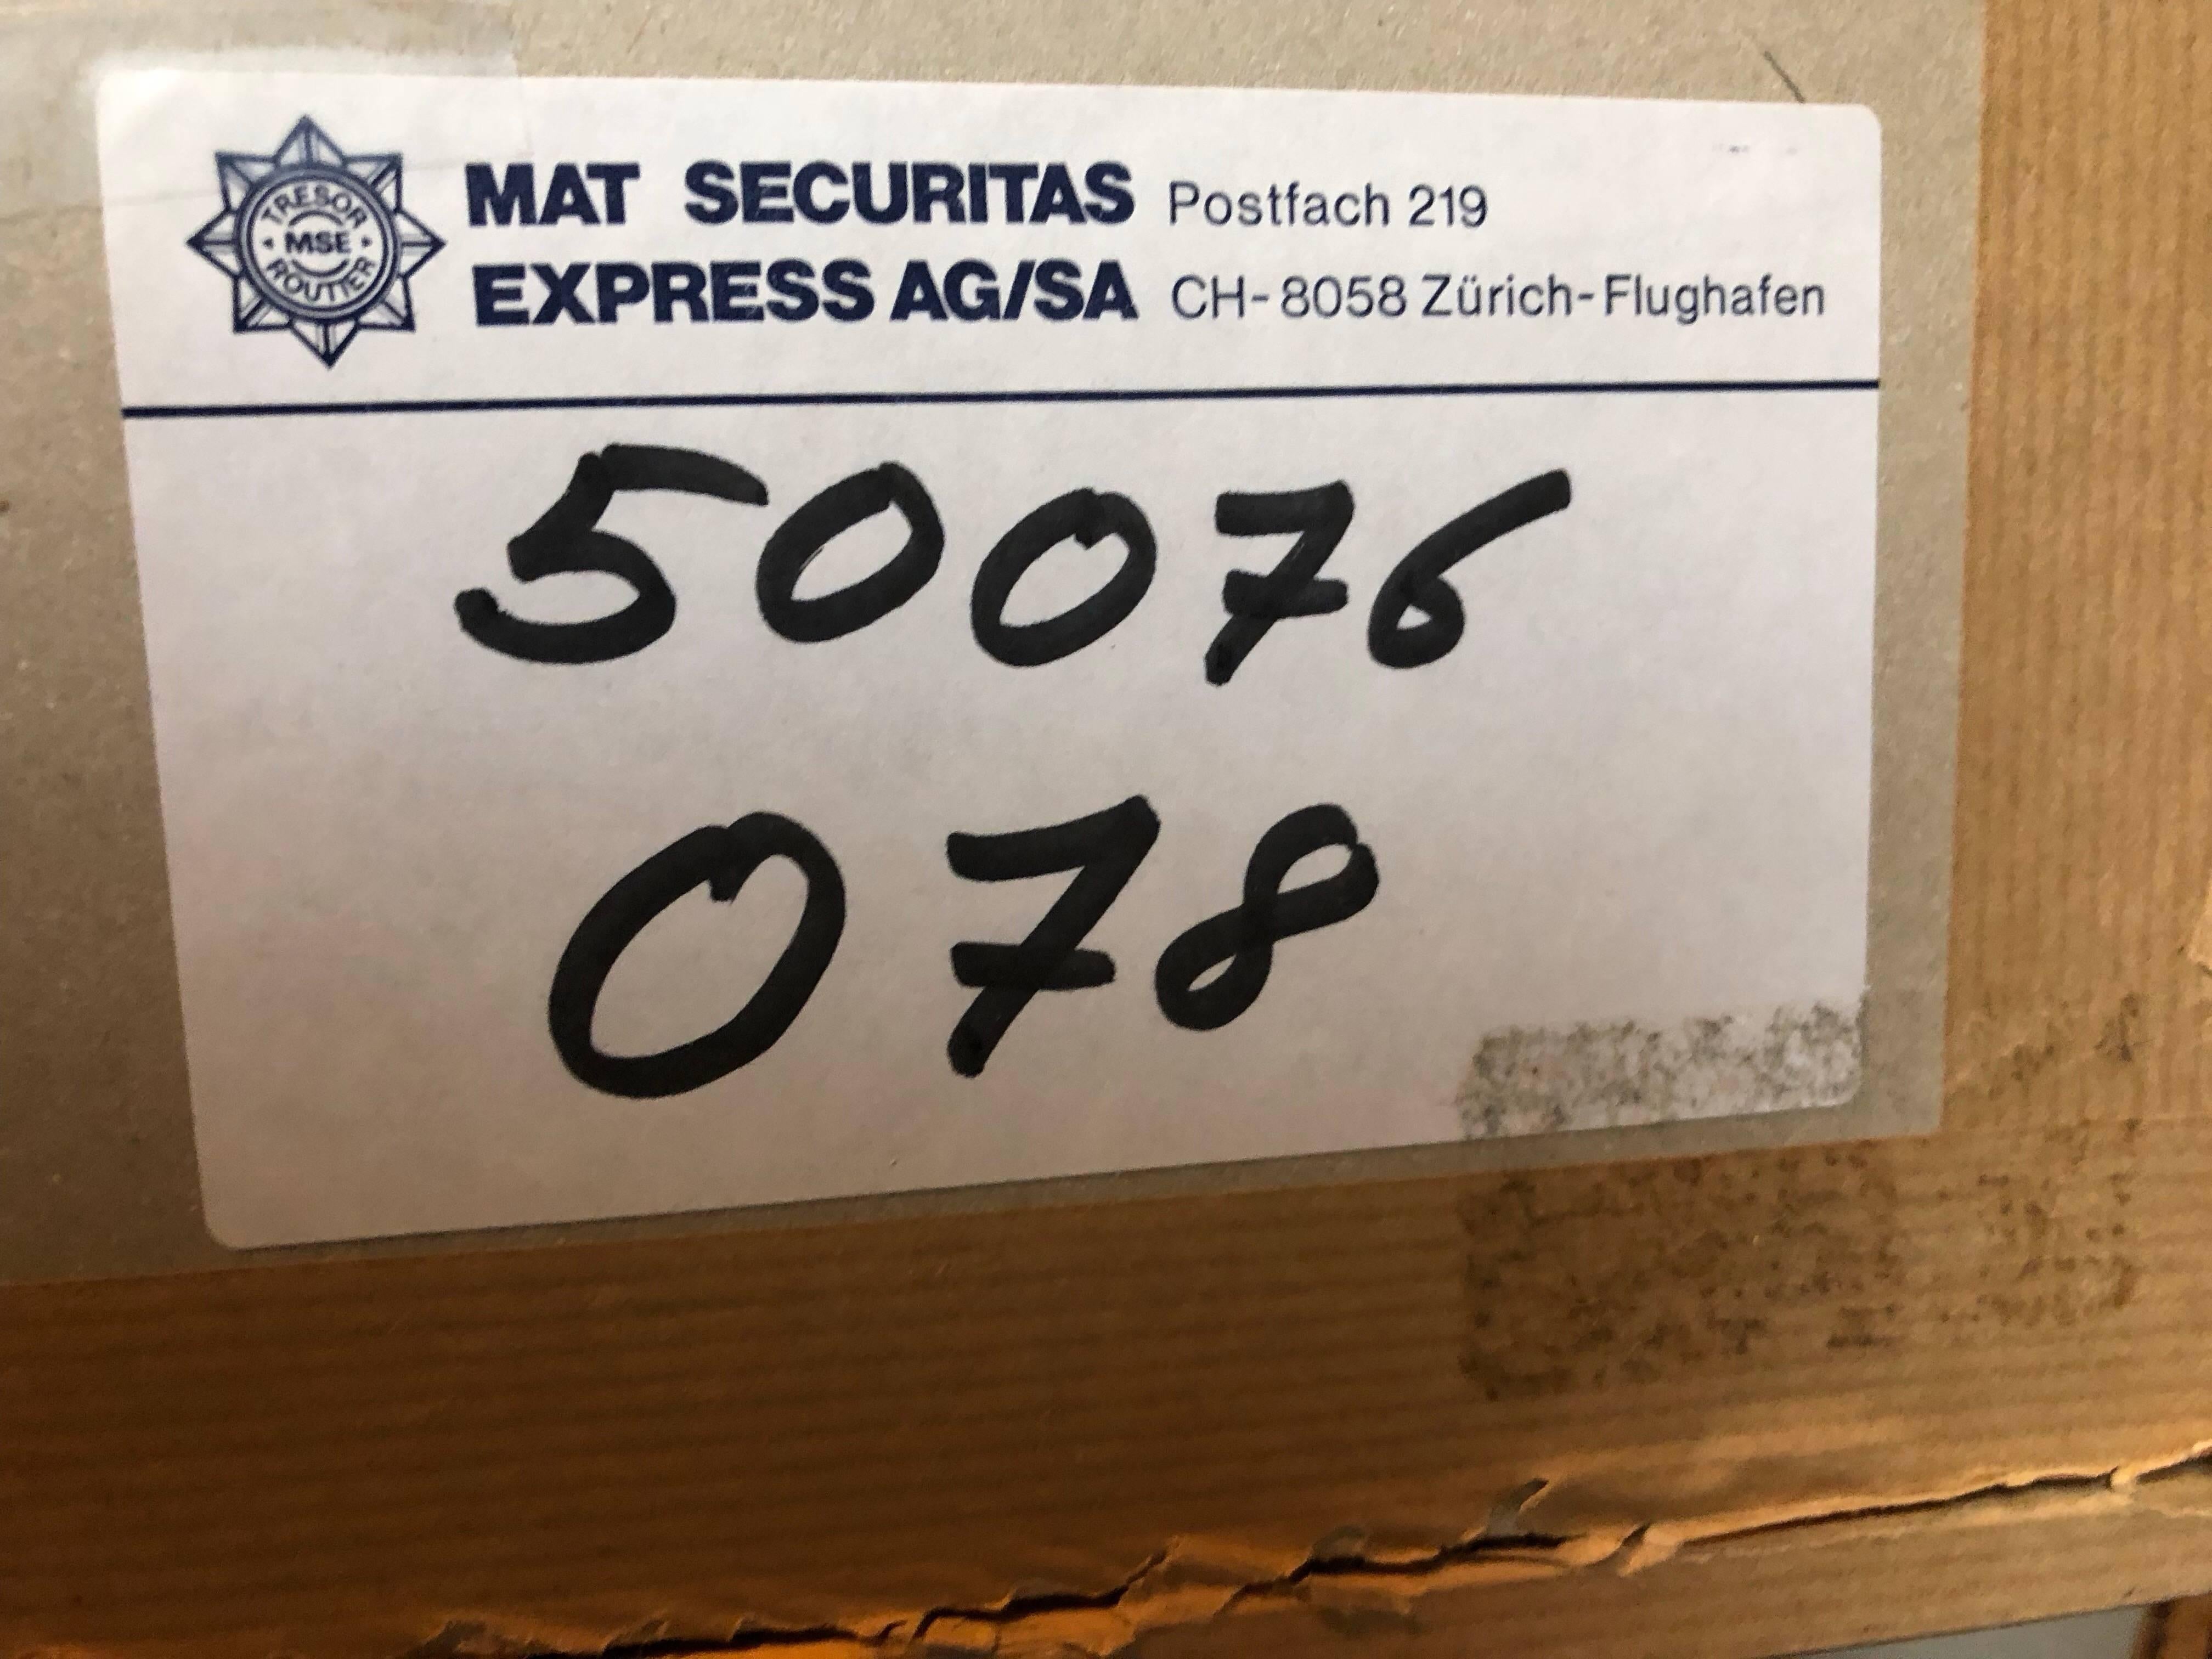 TRESOR
MSE
ROUTIER
MAT SECURITAS Postfach 219
EXPRESS AG/SA CH-8058 Zürich-Flughafen
50076
078